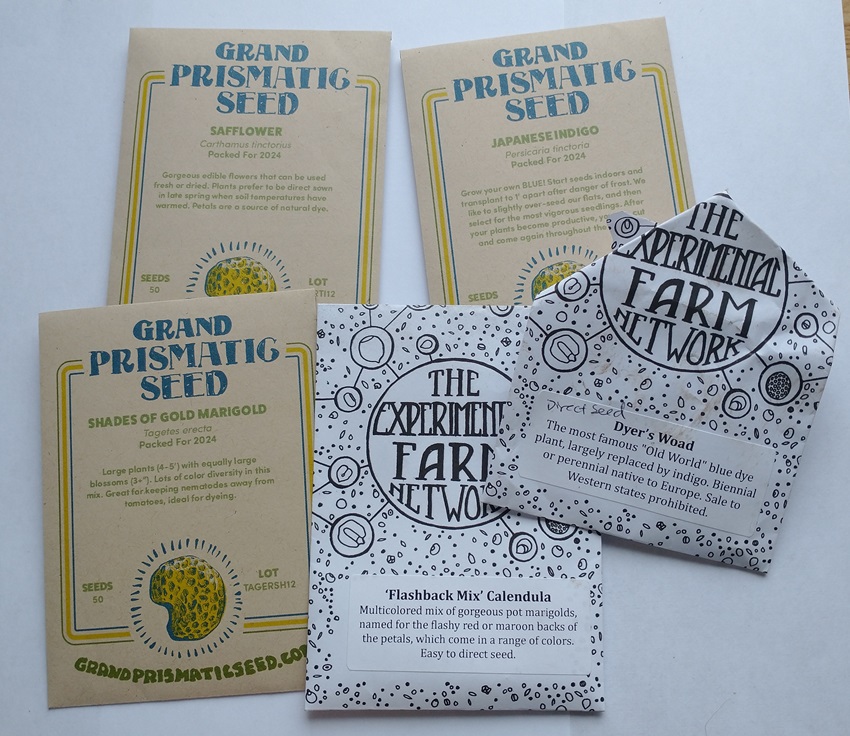 GRAND
PRISMATIC
SEED
SAFFLOWER
Carthamus tinctorius
Packed For 2024
Gorgeous edible flowers that can be used
fresh or dried. Plants prefer to be direct sown
in late spring when soil temperatures have
warmed. Petals are a source of natural dye.
SEEDS
50
LOT
RTI12
GRAND
PRISMATIC
SEED
JAPANESE INDIGO
Persicaria tinctoria
Packed For 2024
Grow your own BLUE! Start seeds indoors and
transplant to 1' apart after danger of frost. We
like to slightly over-seed our flats, and then
select for the most vigorous seedlings. After
your plants become productive, cut
and come again throughout the
SEEDS
GRAND
PRISMATIC
SEED
SHADES OF GOLD MARIGOLD
Tagetes erecta
Packed For 2024
Large plants (4-5') with equally large
blossoms (3+"). Lots of color diversity in this
mix. Great for keeping nematodes away from
tomatoes, ideal for dyeing.
SEEDS
50
LOT
TAGERSH12
GRANDPRISMATICSEED.COM
THE
EXPERIMENT
FAR
NETWOR
'Flashback Mix' Calendula
Multicolored mix of gorgeous pot marigolds,
named for the flashy red or maroon backs of
the petals, which come in a range of colors.
Easy to direct seed.
THE
EXPERIMENTAL
FARM
NETWORK
Direct Seed
Dyer's Woad
The most famous "Old World" blue dye
plant, largely replaced by indigo. Biennial
or perennial native to Europe. Sale to
Western states prohibited.